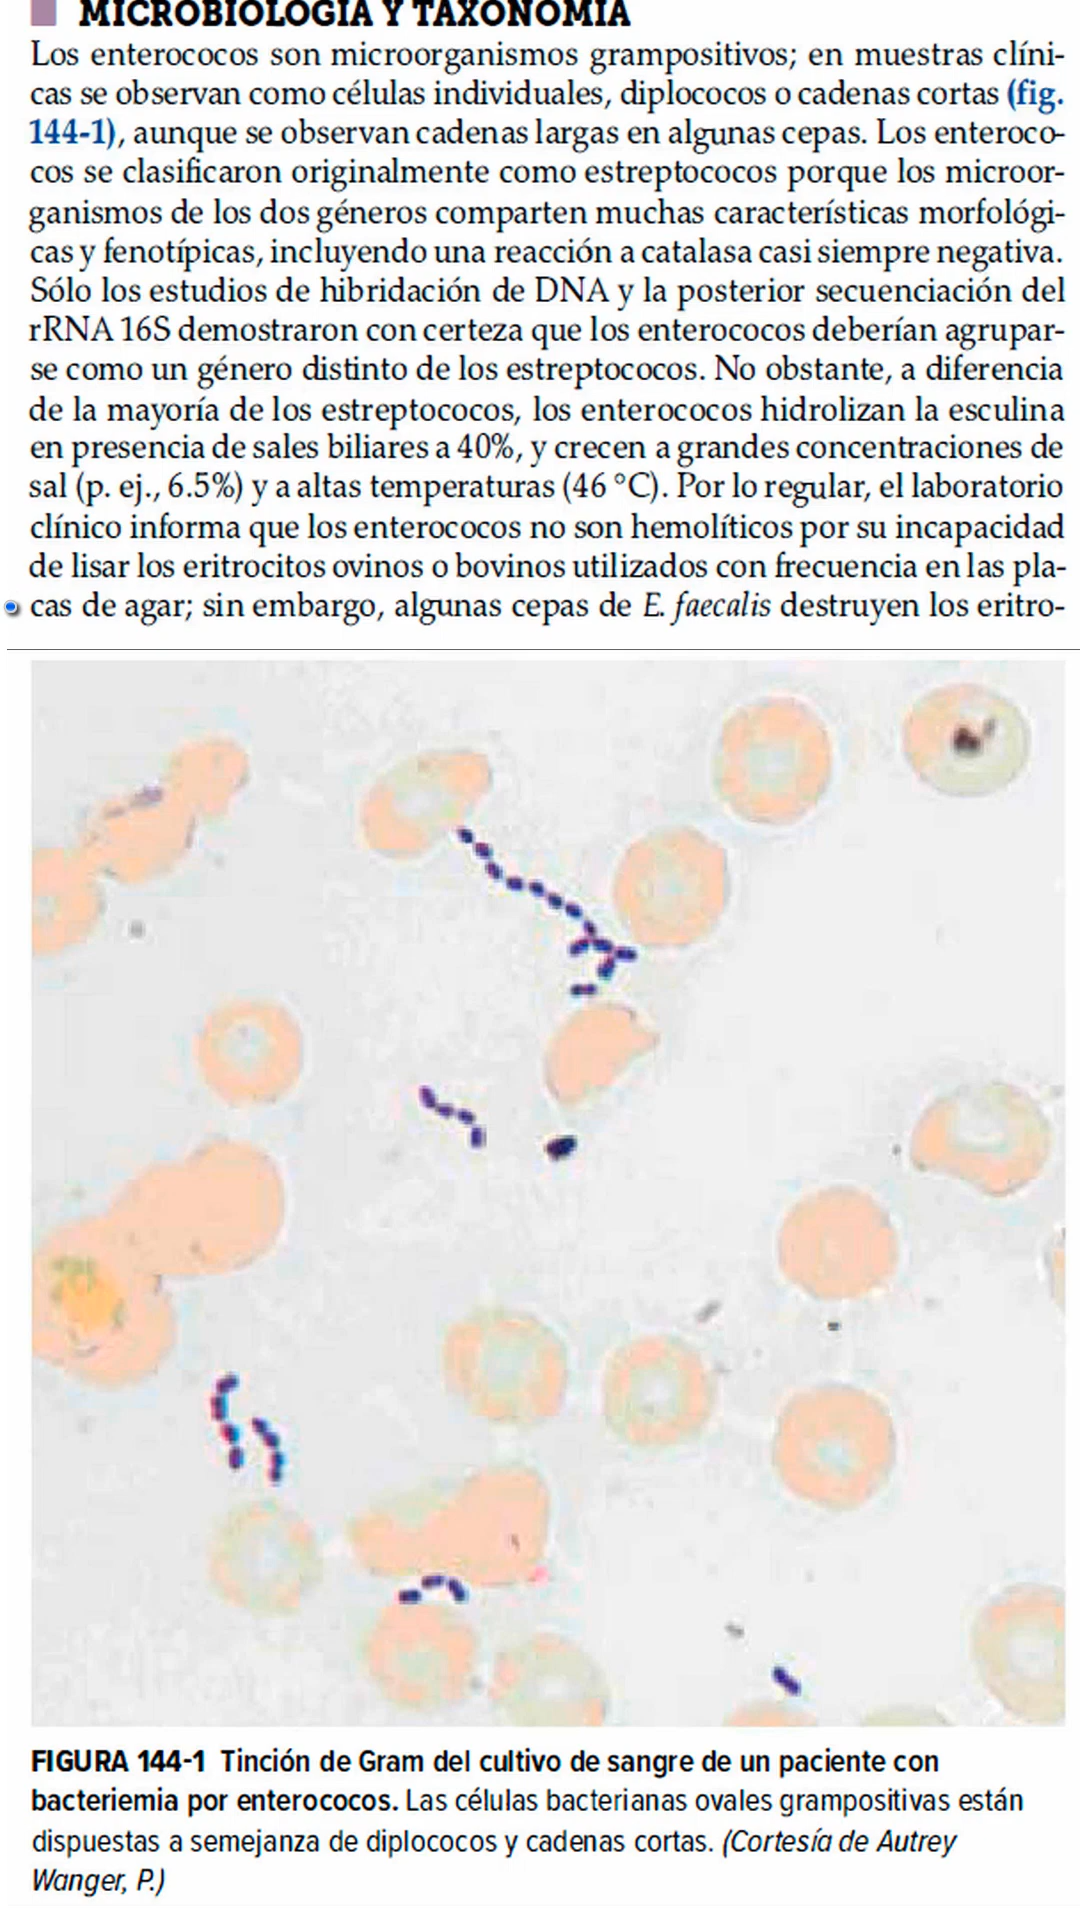 MICROBIOLOGÍA Y TAXONOMÍA
Los enterococos son microorganismos grampositivos; en muestras clíni-
cas se observan como células individuales, diplococos o cadenas cortas (fig.
144-1), aunque se observan cadenas largas en algunas cepas. Los enteroco-
cos se clasificaron originalmente como estreptococos porque los microor-
ganismos de los dos géneros comparten muchas características morfológi-
cas y fenotípicas, incluyendo una reacción a catalasa casi siempre negativa.
Sólo los estudios de hibridación de DNA y la posterior secuenciación del
rRNA 16S demostraron con certeza que los enterococos deberían agrupar-
se como un género distinto de los estreptococos. No obstante, a diferencia
de la mayoría de los estreptococos, los enterococos hidrolizan la esculina
en presencia de sales biliares a 40%, y crecen a grandes concentraciones de
sal (p. ej., 6.5%) y a altas temperaturas (46 °C). Por lo regular, el laboratorio
clínico informa que los enterococos no son hemolíticos por su incapacidad
de lisar los eritrocitos ovinos o bovinos utilizados con frecuencia en las pla-
cas de agar; sin embargo, algunas cepas de E. faecalis destruyen los eritro-
FIGURA 144-1 Tinción de Gram del cultivo de sangre de un paciente con
bacteriemia por enterococos. Las células bacterianas ovales grampositivas están
dispuestas a semejanza de diplococos y cadenas cortas. (Cortesía de Autrey
Wanger, P.)